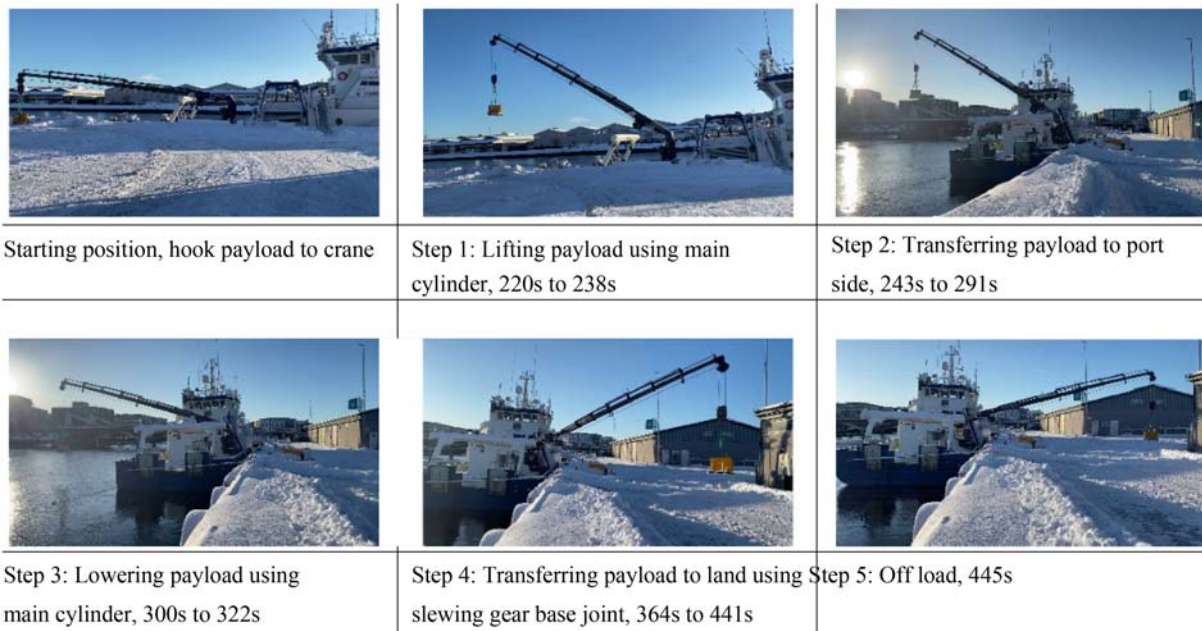 Starting position, hook payload to crane
Step 1: Lifting payload using main
cylinder, 220s to 238s
Step 2: Transferring payload to port
side, 243s to 291s
Step 3: Lowering payload using
main cylinder, 300s to 322s
Step 4: Transferring payload to land using
slewing gear base joint, 364s to 441s
Step 5: Off load, 445s